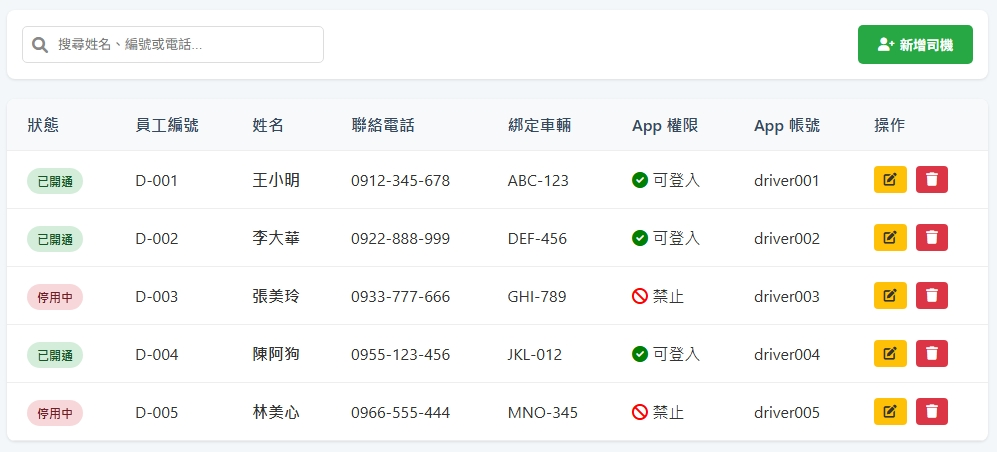 搜尋姓名、編號或電話...
新增司機
狀態 員工編號 姓名 聯絡電話 綁定車輛 App 權限 App 帳號 操作
已開通 D-001 王小明 0912-345-678 ABC-123 可登入 driver001
已開通 D-002 李大華 0922-888-999 DEF-456 可登入 driver002
停用中 D-003 張美玲 0933-777-666 GHI-789 禁止 driver003
已開通 D-004 陳阿狗 0955-123-456 JKL-012 可登入 driver004
停用中 D-005 林美心 0966-555-444 MNO-345 禁止 driver005